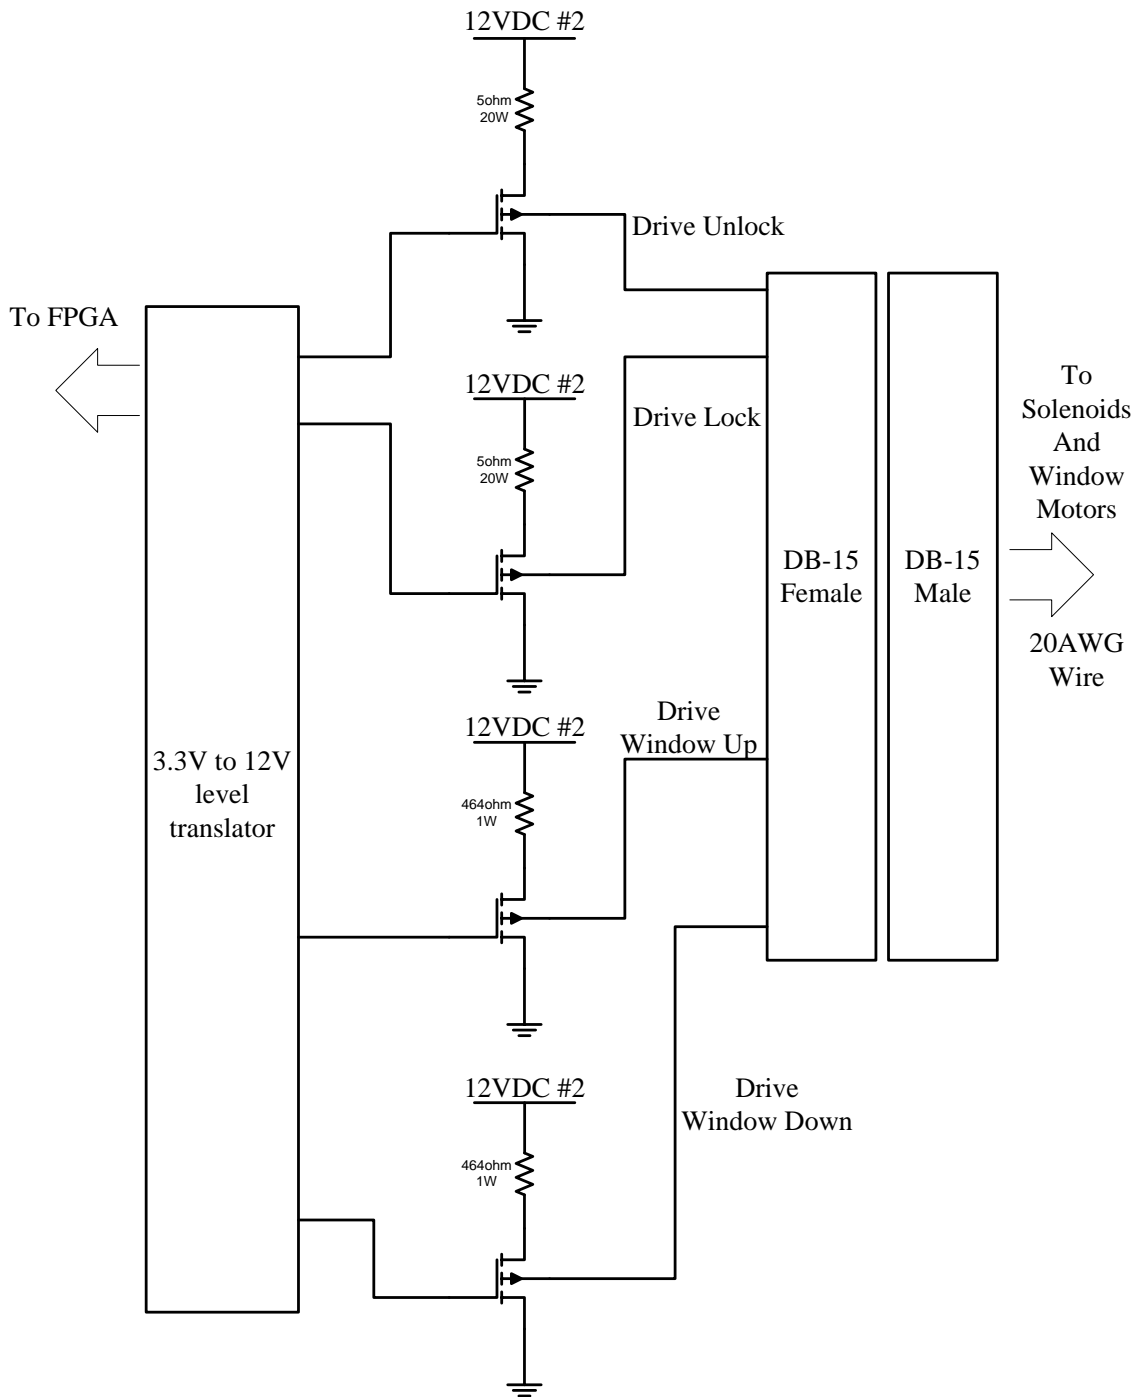 12VDC #2
5ohm
20W
Drive Unlock
To FPGA
12VDC #2
Drive Lock
5ohm
20W
To
Solenoids
And
Window
Motors
DB-15
Female
DB-15
Male
20AWG
Wire
12VDC #2
Drive
Window Up
3.3V to 12V
level
translator
464ohm
1W
12VDC #2
Drive
Window Down
464ohm
1W